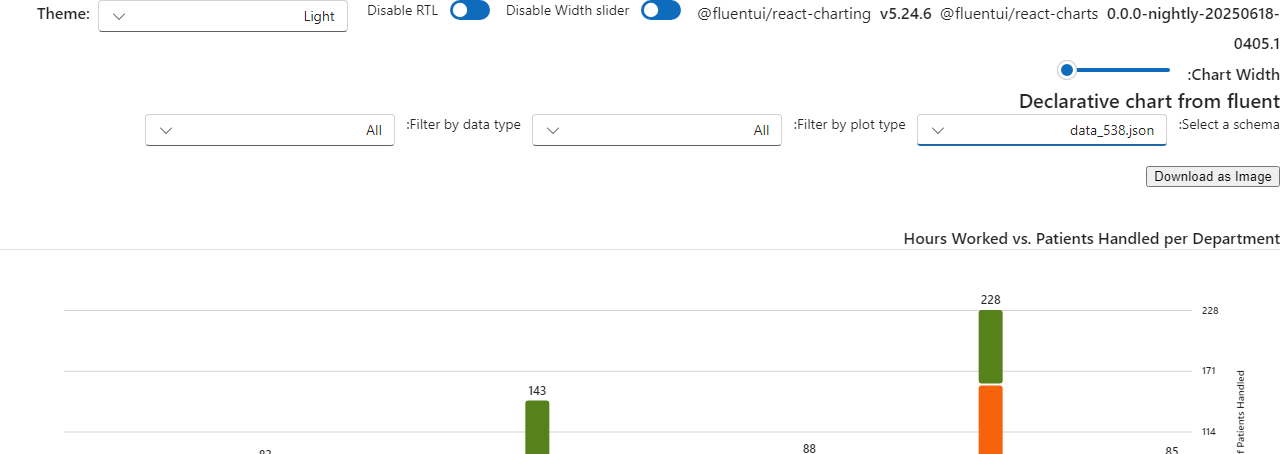 Theme: Light Disable RTL Disable Width slider @fluentui/react-charting v5.24.6 @fluentui/react-charts 0.0.0-nightly-20250618-
0405.1
:Chart Width
Declarative chart from fluent
All :Filter by data type All :Filter by plot type data_538.json :Select a schema
Download as Image
Hours Worked vs. Patients Handled per Department
228
228
171
143
114
88
85
f Patients Handled